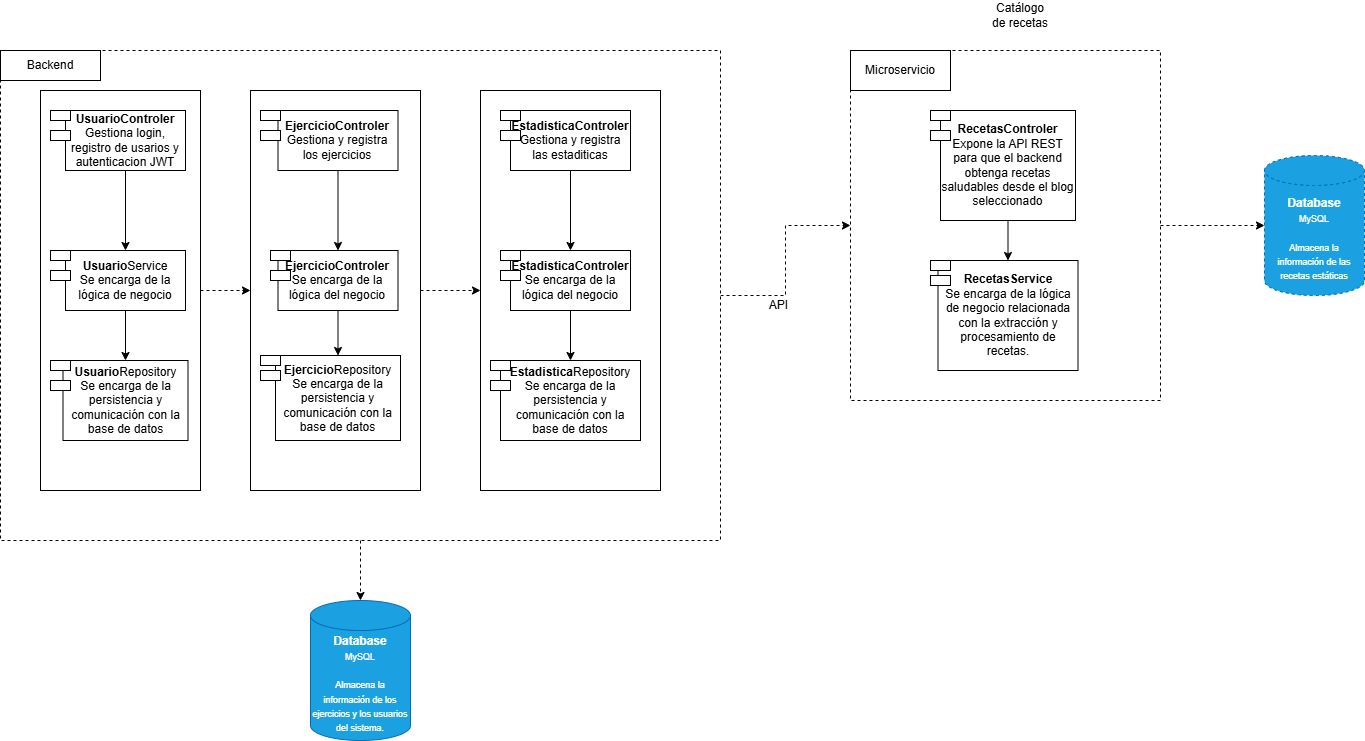 Catálogo
de recetas
Backend
UsuarioControler
Gestiona login,
registro de usarios y
autenticacion JWT
EjercicioControler
Gestiona y registra
los ejercicios
EstadisticaControler
Gestiona y registra
las estaditicas
UsuarioService
Se encarga de la
lógica de negocio
EjercicioControler
Se encarga de la
lógica del negocio
EstadisticaControler
Se encarga de la
lógica del negocio
UsuarioRepository
Se encarga de la
persistencia y
comunicación con la
base de datos
EjercicioRepository
Se encarga de la
persistencia y
comunicación con la
base de datos
EstadisticaRepository
Se encarga de la
persistencia y
comunicación con la
base de datos
API
Microservicio
RecetasControler
Expone la API REST
para que el backend
obtenga recetas
saludables desde el blog
seleccionado
RecetasService
Se encarga de la lógica
de negocio relacionada
con la extracción y
procesamiento de
recetas.
Database
MySQL
Almacena la
información de las
recetas estáticas
Database
MySQL
Almacena la
información de los
ejercicios y los usuarios
del sistema.